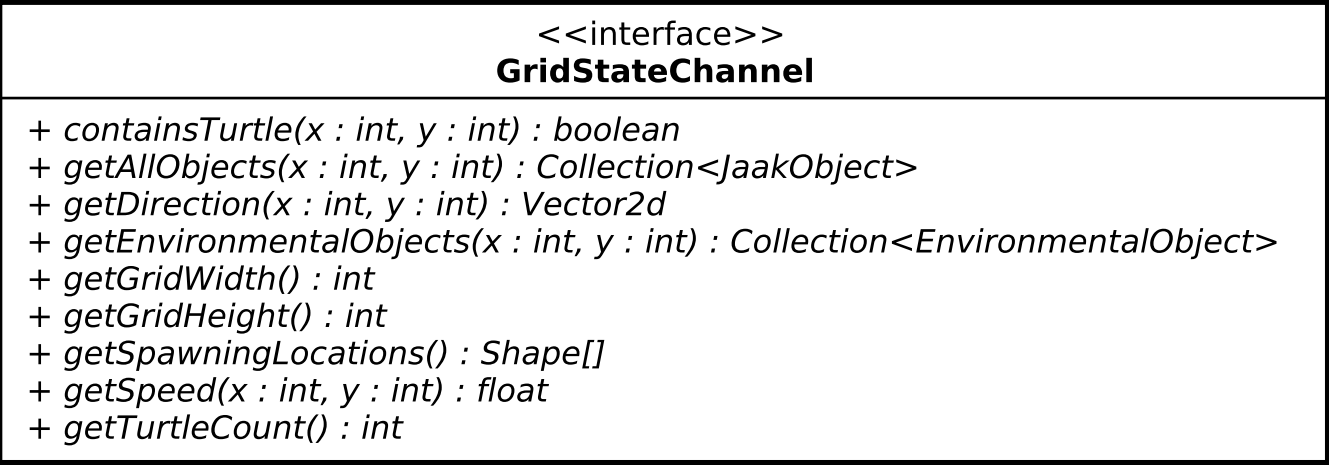 <<interface>>
GridStateChannel
+ containsTurtle(x : int, y : int) : boolean
+ getAllObjects(x : int, y : int) : Collection<JaakObject>
+ getDirection(x : int, y : int) : Vector2d
+ getEnvironmentalObjects(x : int, y : int) : Collection<EnvironmentalObject>
+ getGridWidth() : int
+ getGridHeight() : int
+ getSpawningLocations() : Shape[]
+ getSpeed(x : int, y : int) : float
+ getTurtleCount() : int